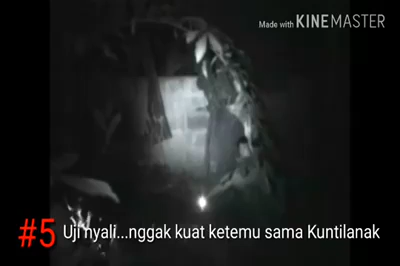 Made with KINEMASTER
#5 Uji nyali...nggak kuat ketemu sama Kuntilanak